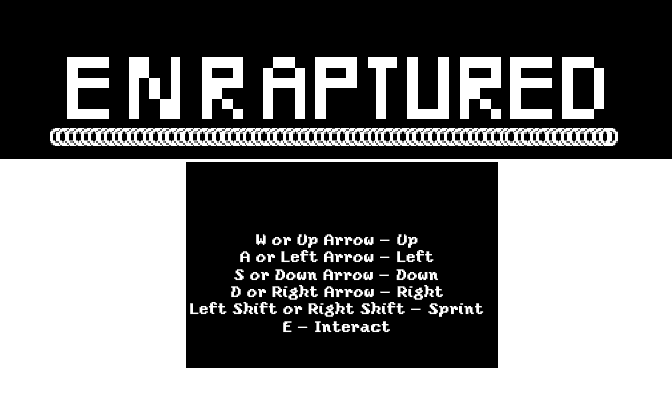 ENRAPTURED
W or Up Arrow - Up
A or Left Arrow - Left
S or Down Arrow - Down
D or Right Arrow - Right
Left Shift or Right Shift - Sprint
E - Interact